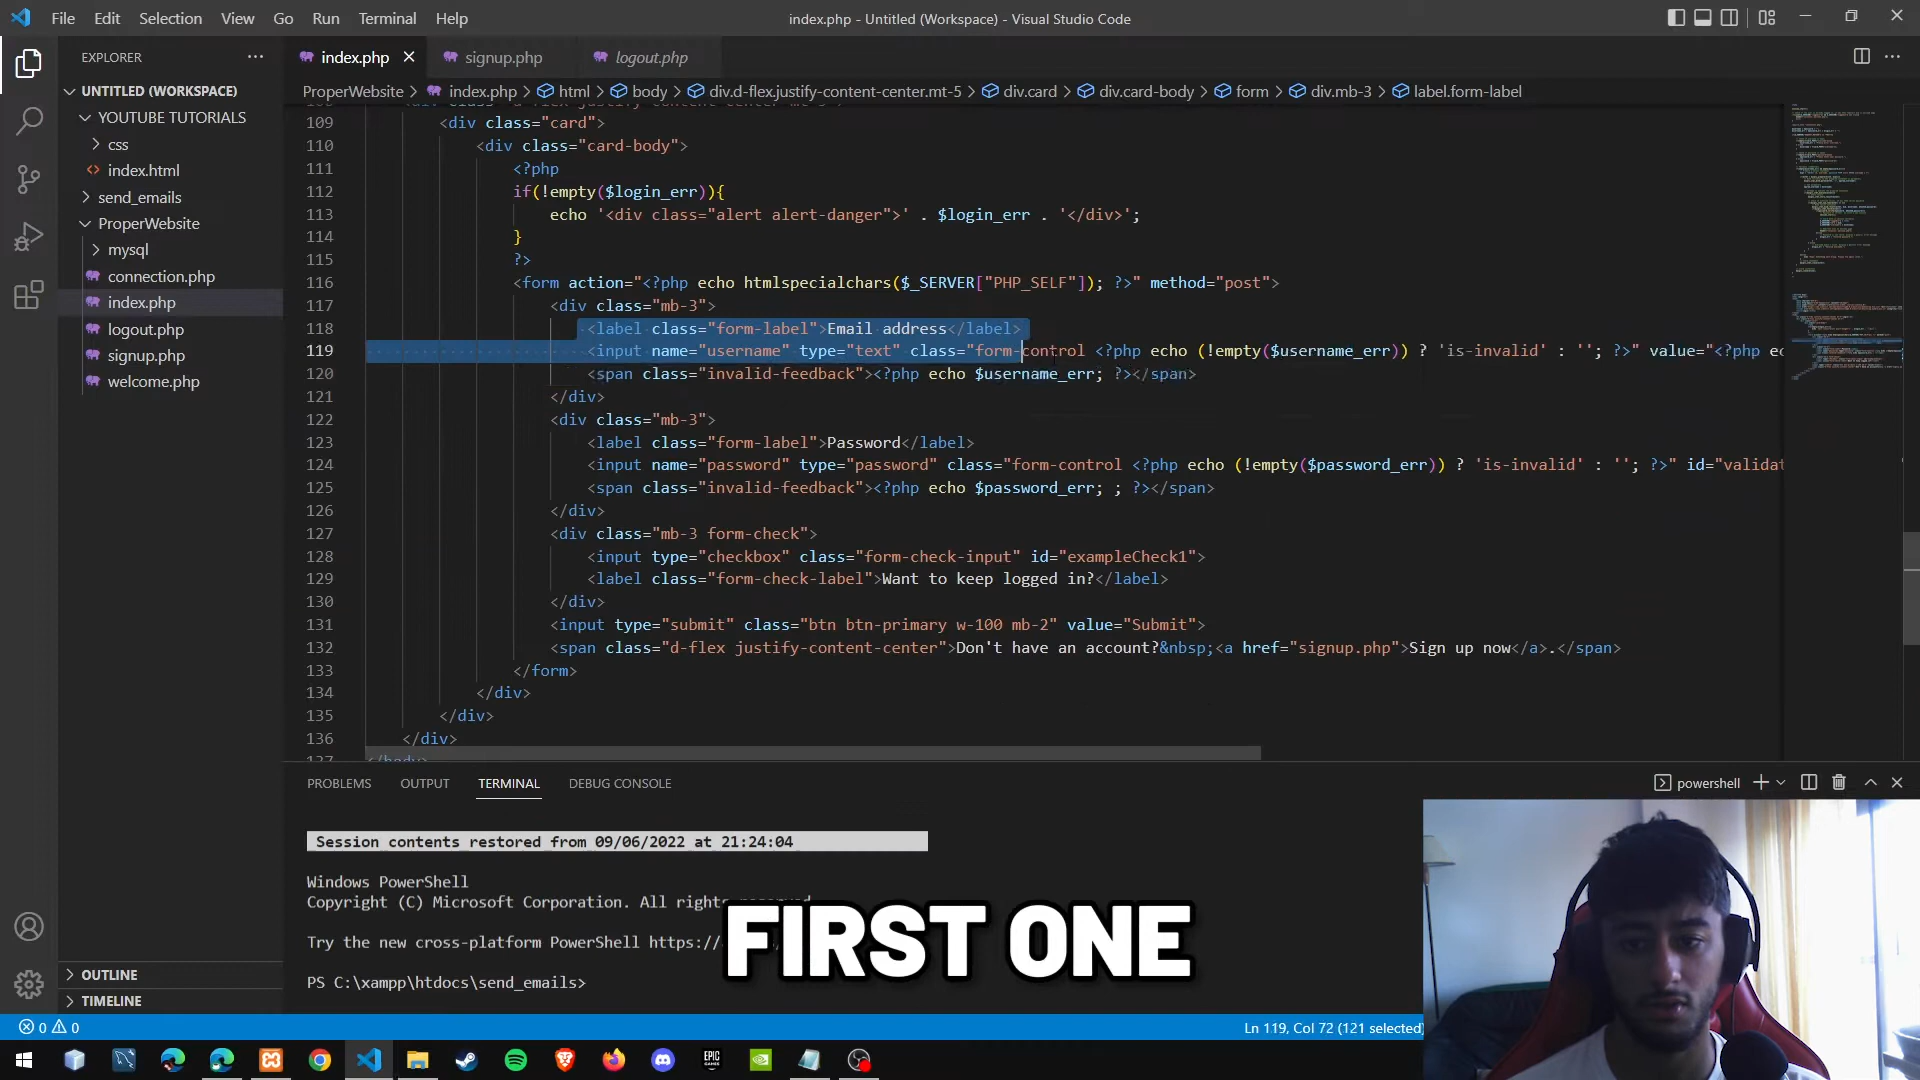 File Edit Selection View Go Run Terminal Help
index.php - Untitled (Workspace) - Visual Studio Code
EXPLORER
UNTITLED (WORKSPACE)
YOUTUBE TUTORIALS
css
index.html
send_emails
ProperWebsite
mysql
connection.php
index.php
logout.php
signup.php
welcome.php
OUTLINE
TIMELINE
index.php signup.php logout.php
ProperWebsite > index.php > html > body > div.d-flex.justify-content-center.mt-5 > div.card > div.card-body > form > div.mb-3 > label.form-label
109 <div class="card">
110 <div class="card-body">
111 <?php
112 if(!empty($login_err)){
113 echo '<div class="alert alert-danger">' . $login_err . '</div>';
114 }
115 ?>
116 <form action="<?php echo htmlspecialchars($_SERVER["PHP_SELF"]); ?>" method="post">
117 <div class="mb-3">
118 <label class="form-label">Email address</label>
119 <input name="username" type="text" class="form-control <?php echo (!empty($username_err)) ? 'is-invalid' : ''; ?>" value="<?php ec
120 <span class="invalid-feedback"><?php echo $username_err; ?></span>
121 </div>
122 <div class="mb-3">
123 <label class="form-label">Password</label>
124 <input name="password" type="password" class="form-control <?php echo (!empty($password_err)) ? 'is-invalid' : ''; ?>" id="validat
125 <span class="invalid-feedback"><?php echo $password_err; ; ?></span>
126 </div>
127 <div class="mb-3 form-check">
128 <input type="checkbox" class="form-check-input" id="exampleCheck1">
129 <label class="form-check-label">Want to keep logged in?</label>
130 </div>
131 <input type="submit" class="btn btn-primary w-100 mb-2" value="Submit">
132 <span class="d-flex justify-content-center">Don't have an account?&nbsp;<a href="signup.php">Sign up now</a>.</span>
133 </form>
134 </div>
135 </div>
136 </div>
PROBLEMS OUTPUT TERMINAL DEBUG CONSOLE
powershell
Session contents restored from 09/06/2022 at 21:24:04
Windows PowerShell
Copyright (C) Microsoft Corporation. All rights reserved.
Try the new cross-platform PowerShell https:/
PS C:\xampp\htdocs\send_emails>
FIRST ONE
0 0
Ln 119, Col 72 (121 selected)
EPIC GAMES